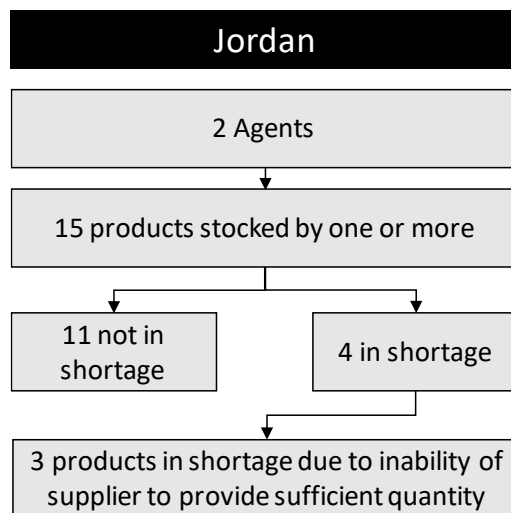 Jordan
2 Agents
15 products stocked by one or more
11 not in
shortage
4 in shortage
3 products in shortage due to inability of
supplier to provide sufficient quantity